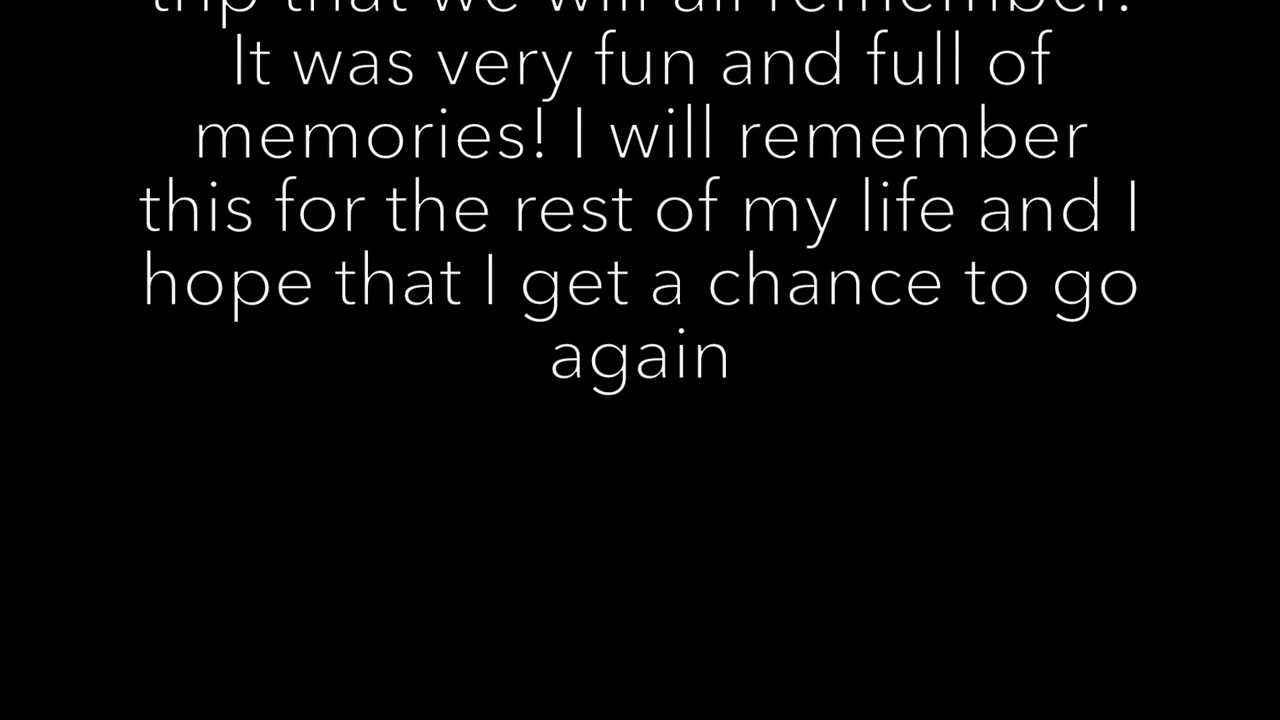 trip that we will all remember!
It was very fun and full of
memories! I will remember
this for the rest of my life and I
hope that I get a chance to go
again